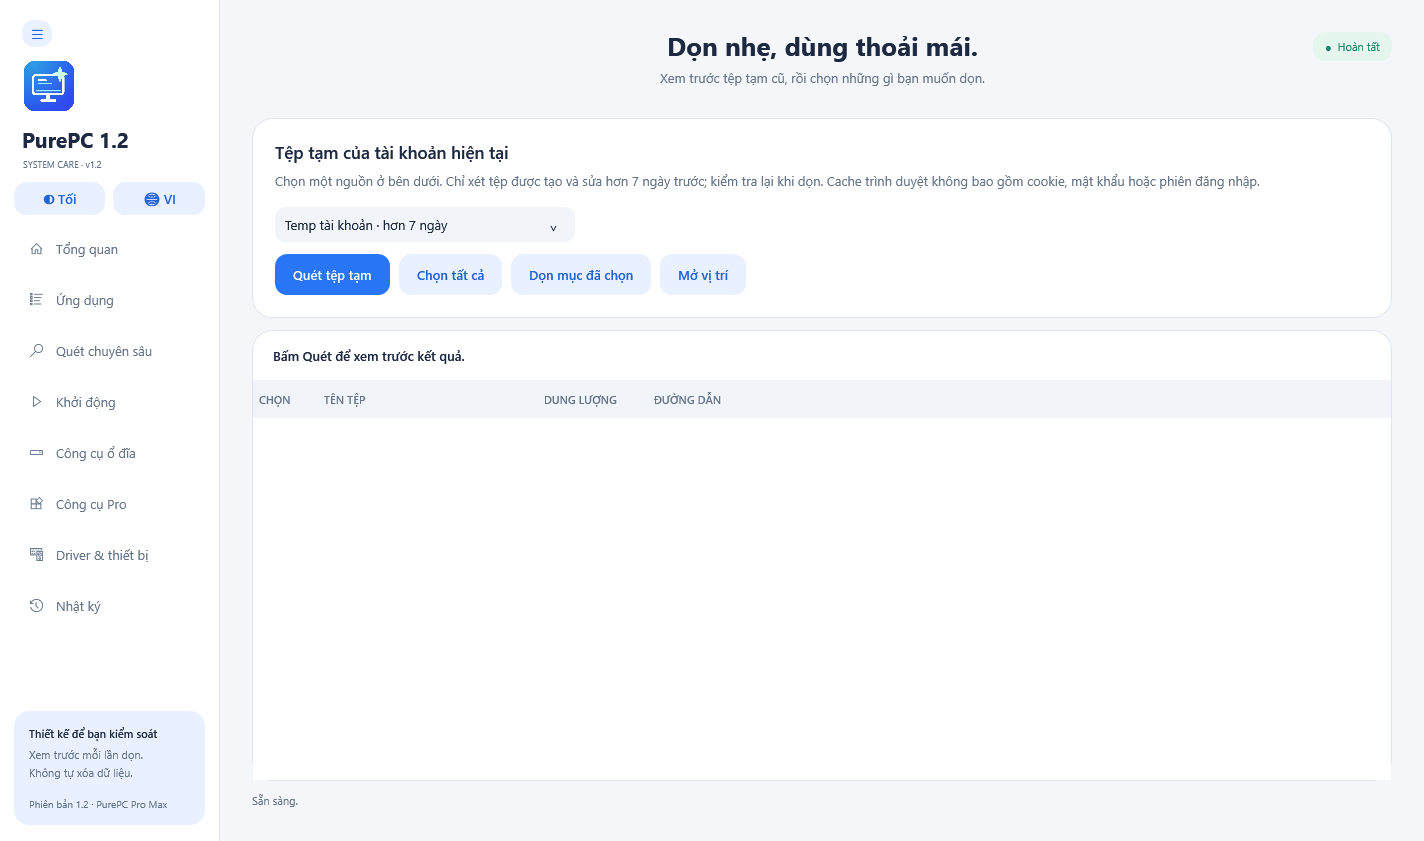 PurePC 1.2
SYSTEM CARE · v1.2
Tối
VI
Tổng quan
Ứng dụng
Quét chuyên sâu
Khởi động
Công cụ ổ đĩa
Công cụ Pro
Driver & thiết bị
Nhật ký
Thiết kế để bạn kiểm soát
Xem trước mỗi lần dọn.
Không tự xóa dữ liệu.
Phiên bản 1.2 · PurePC Pro Max
Dọn nhẹ, dùng thoải mái.
Xem trước tệp tạm cũ, rồi chọn những gì bạn muốn dọn.
Hoàn tất
Tệp tạm của tài khoản hiện tại
Chọn một nguồn ở bên dưới. Chỉ xét tệp được tạo và sửa hơn 7 ngày trước; kiểm tra lại khi dọn. Cache trình duyệt không bao gồm cookie, mật khẩu hoặc phiên đăng nhập.
Temp tài khoản · hơn 7 ngày
Quét tệp tạm
Chọn tất cả
Dọn mục đã chọn
Mở vị trí
Bấm Quét để xem trước kết quả.
CHỌN
TÊN TỆP
DUNG LƯỢNG
ĐƯỜNG DẪN
Sẵn sàng.